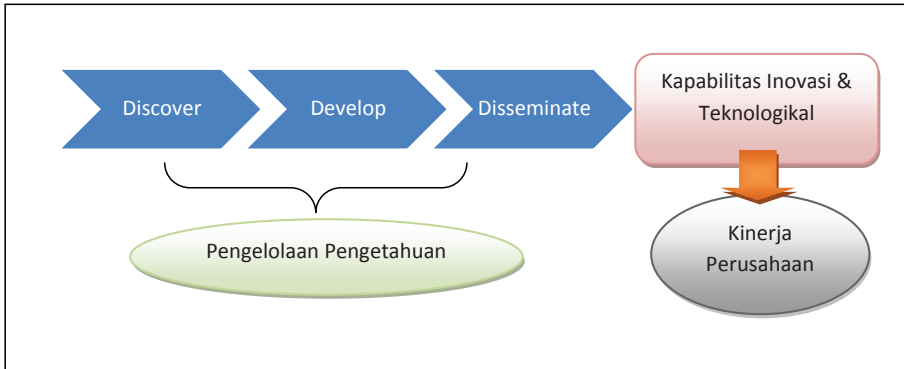 Discover
Develop
Disseminate
Kapabilitas Inovasi &
Teknologikal
Pengelolaan Pengetahuan
Kinerja
Perusahaan